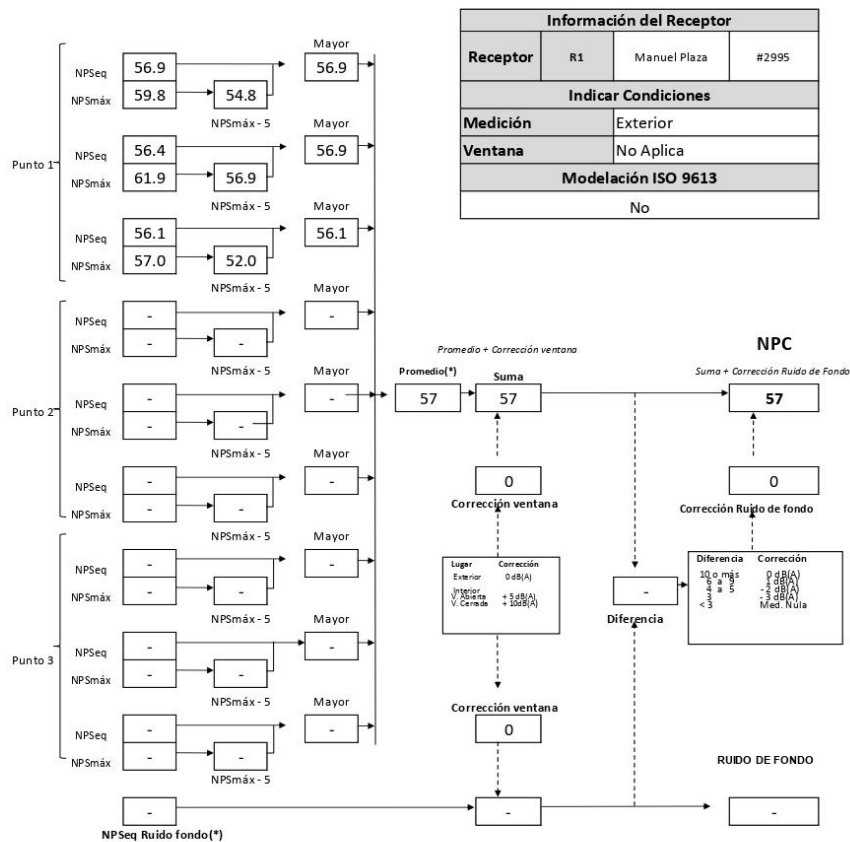 Información del Receptor
Receptor R1 Manuel Plaza #2995
Indicar Condiciones
Medición Exterior
Ventana No Aplica
Modelación ISO 9613
No
Punto 1
Mayor
NPSeq 56.9 56.9
NPSmáx 59.8 54.8
NPSmáx - 5
Mayor
NPSeq 56.4 56.9
NPSmáx 61.9 56.9
NPSmáx - 5
Mayor
NPSeq 56.1 56.1
NPSmáx 57.0 52.0
NPSmáx - 5
Punto 2
Mayor
NPSeq - -
NPSmáx - -
NPSmáx - 5
Mayor
NPSeq - -
NPSmáx - -
NPSmáx - 5
Mayor
NPSeq - -
NPSmáx - -
NPSmáx - 5
Punto 3
Mayor
NPSeq - -
NPSmáx - -
NPSmáx - 5
Mayor
NPSeq - -
NPSmáx - -
NPSmáx - 5
Mayor
NPSeq - -
NPSmáx - -
NPSmáx - 5
-
NPSeq Ruido fondo(*)
Promedio(*)
57
Promedio + Corrección ventana
Suma
57
0
Corrección ventana
Lugar Corrección
Exterior 0 dB(A)
Interior
V. Abierta + 5 dB(A)
V. Cerrada + 10dB(A)
Corrección ventana
0
-
NPC
Suma + Corrección Ruido de Fondo
57
0
Corrección Ruido de fondo
Diferencia Corrección
10 o más 0 dB(A)
6 a 9 1 dB(A)
4 a 5 - 2 dB(A)
3 - 3 dB(A)
< 3 Med. Nula
-
Diferencia
RUIDO DE FONDO
-